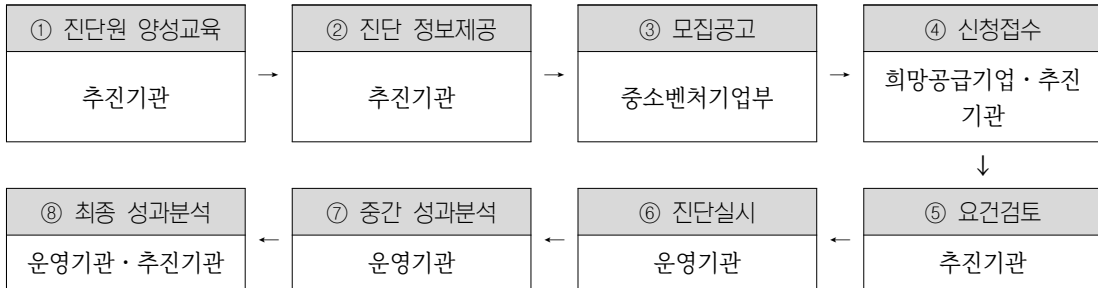 ① 진단원 양성교육
추진기관
→
② 진단 정보제공
추진기관
→
③ 모집공고
중소벤처기업부
→
④ 신청접수
희망공급기업・추진
기관
↓
⑤ 요건검토
추진기관
←
⑥ 진단실시
운영기관
←
⑦ 중간 성과분석
운영기관
←
⑧ 최종 성과분석
운영기관・추진기관